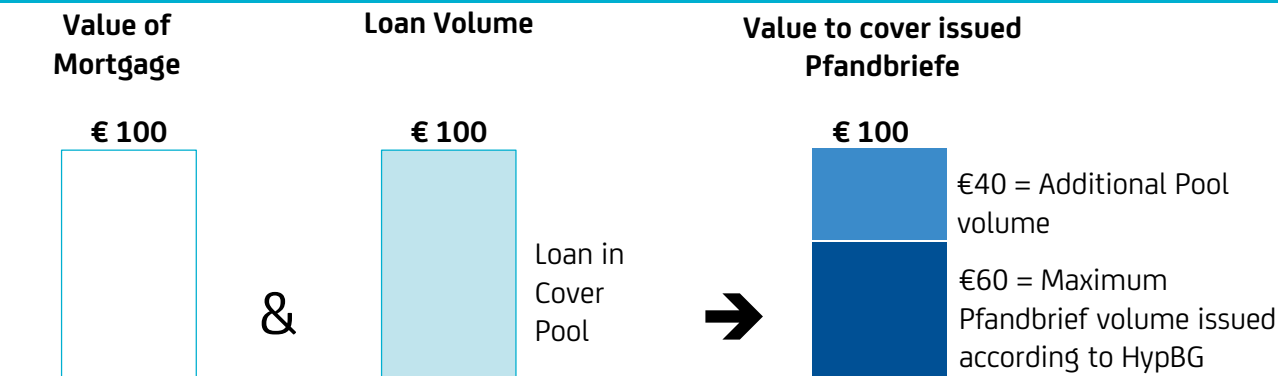 Value of
Mortgage
Loan Volume
Value to cover issued
Pfandbriefe
€ 100
€ 100
€ 100
&
Loan in
Cover
Pool
➔
€40 = Additional Pool
volume
€60 = Maximum
Pfandbrief volume issued
according to HypBG